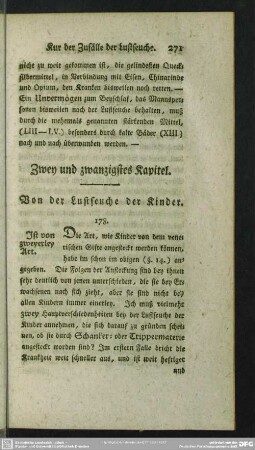 Kur der Zufälle der Lustseuche. 271
nicht zu weit gekommen ist, die gelindesten Queck-
silbermittel, in Verbindung mit Eisen, Chinarinde
und Opium, den Kranken bisweilen noch retten. —
Ein Unvermögen zum Beyschlaf, das Mannsper-
sonen bisweilen nach der Lustseuche behalten, muß
durch die mehrmals genannten stärkenden Mittel,
(LIII—LV.) besonders durch kalte Bäder (XIII)
nach und nach überwunden werden. —
Zwey und zwanzigstes Kapitel.
Von der Lustseuche der Kinder.
178.
Ist von zweyerley Art.
Die Art, wie Kinder von dem vene-
rischen Gifte angesteckt werden können,
habe ich schon im obigen (§. 14.) an-
gegeben. Die Folgen der Ansteckung sind bey ihnen
sehr deutlich von jenen unterschieden, die sie bey Er-
wachsenen nach sich zieht, aber sie sind nicht bey
allen Kindern immer einerley. Ich muß vielmehr
zwey Hauptverschiedenheiten bey der Lustseuche der
Kinder annehmen, die sich darauf zu gründen schei-
nen, ob sie durch Schanker- oder Trippermaterie
angesteckt worden sind? Im erstern Falle bricht die
Krankheit weit schneller aus, und ist weit heftiger
und